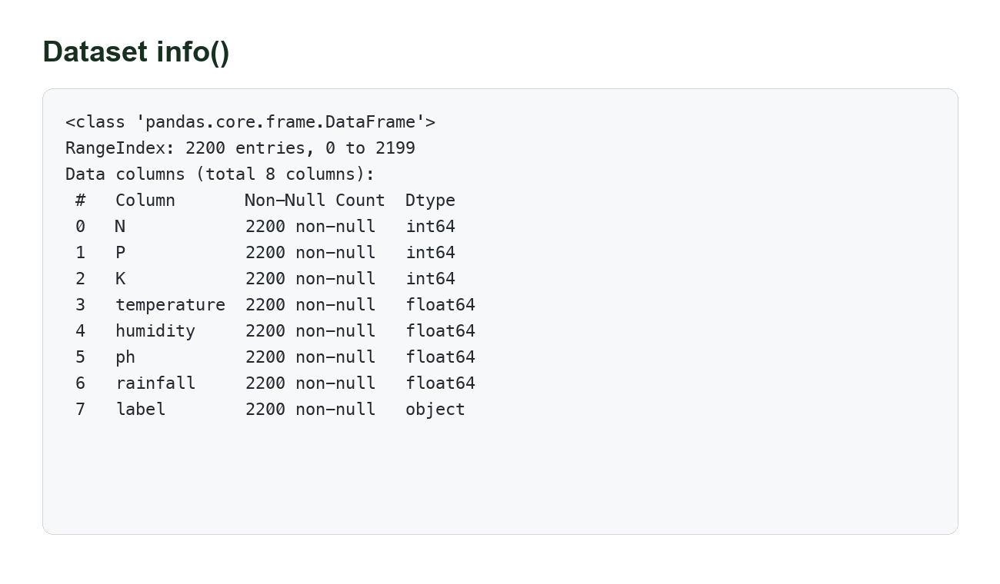 Dataset info()
<class 'pandas.core.frame.DataFrame'>
RangeIndex: 2200 entries, 0 to 2199
Data columns (total 8 columns):
 #   Column       Non-Null Count  Dtype
 0   N            2200 non-null   int64
 1   P            2200 non-null   int64
 2   K            2200 non-null   int64
 3   temperature  2200 non-null   float64
 4   humidity     2200 non-null   float64
 5   ph           2200 non-null   float64
 6   rainfall     2200 non-null   float64
 7   label        2200 non-null   object